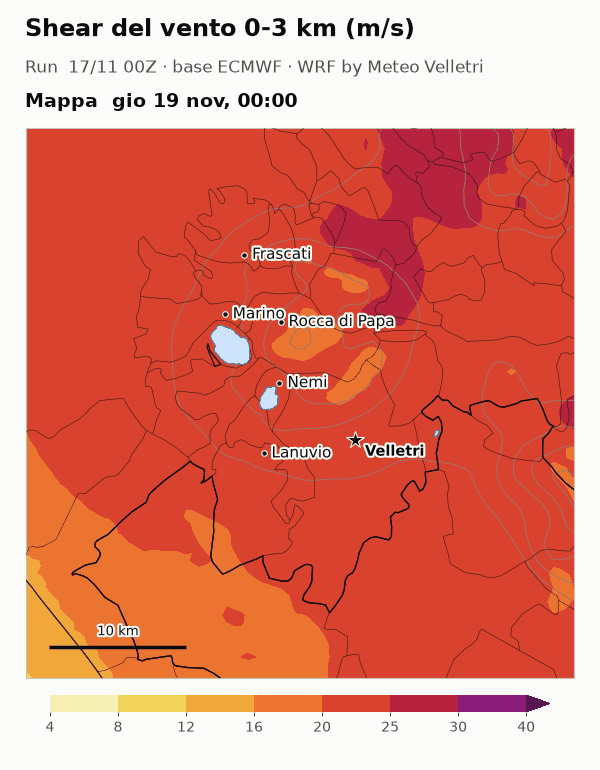 Shear del vento 0-3 km (m/s)
Run  17/11 00Z · base ECMWF · WRF by Meteo Velletri
Mappa  gio 19 nov, 00:00
Frascati
Marino
Rocca di Papa
Nemi
Velletri
Lanuvio
10 km
4 8 12 16 20 25 30 40